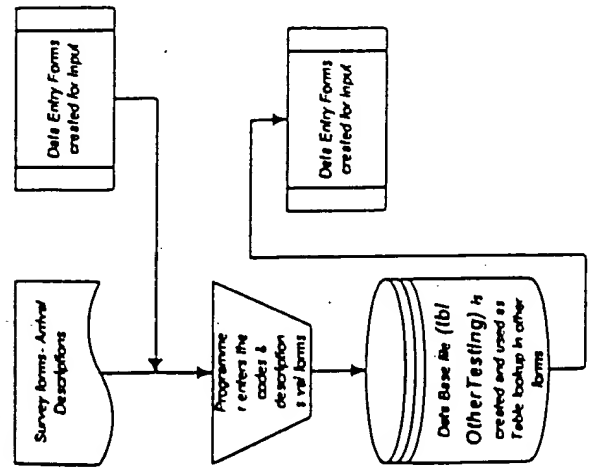 Survey forms - Arrival
Descriptions
Data Entry Forms
created for Input
Programme
r enters the
codes &
description
s val forms
Data Base file (tbl
OtherTesting) is
created and used as
Table lookup in other
forms
Data Entry Forms
created for Input